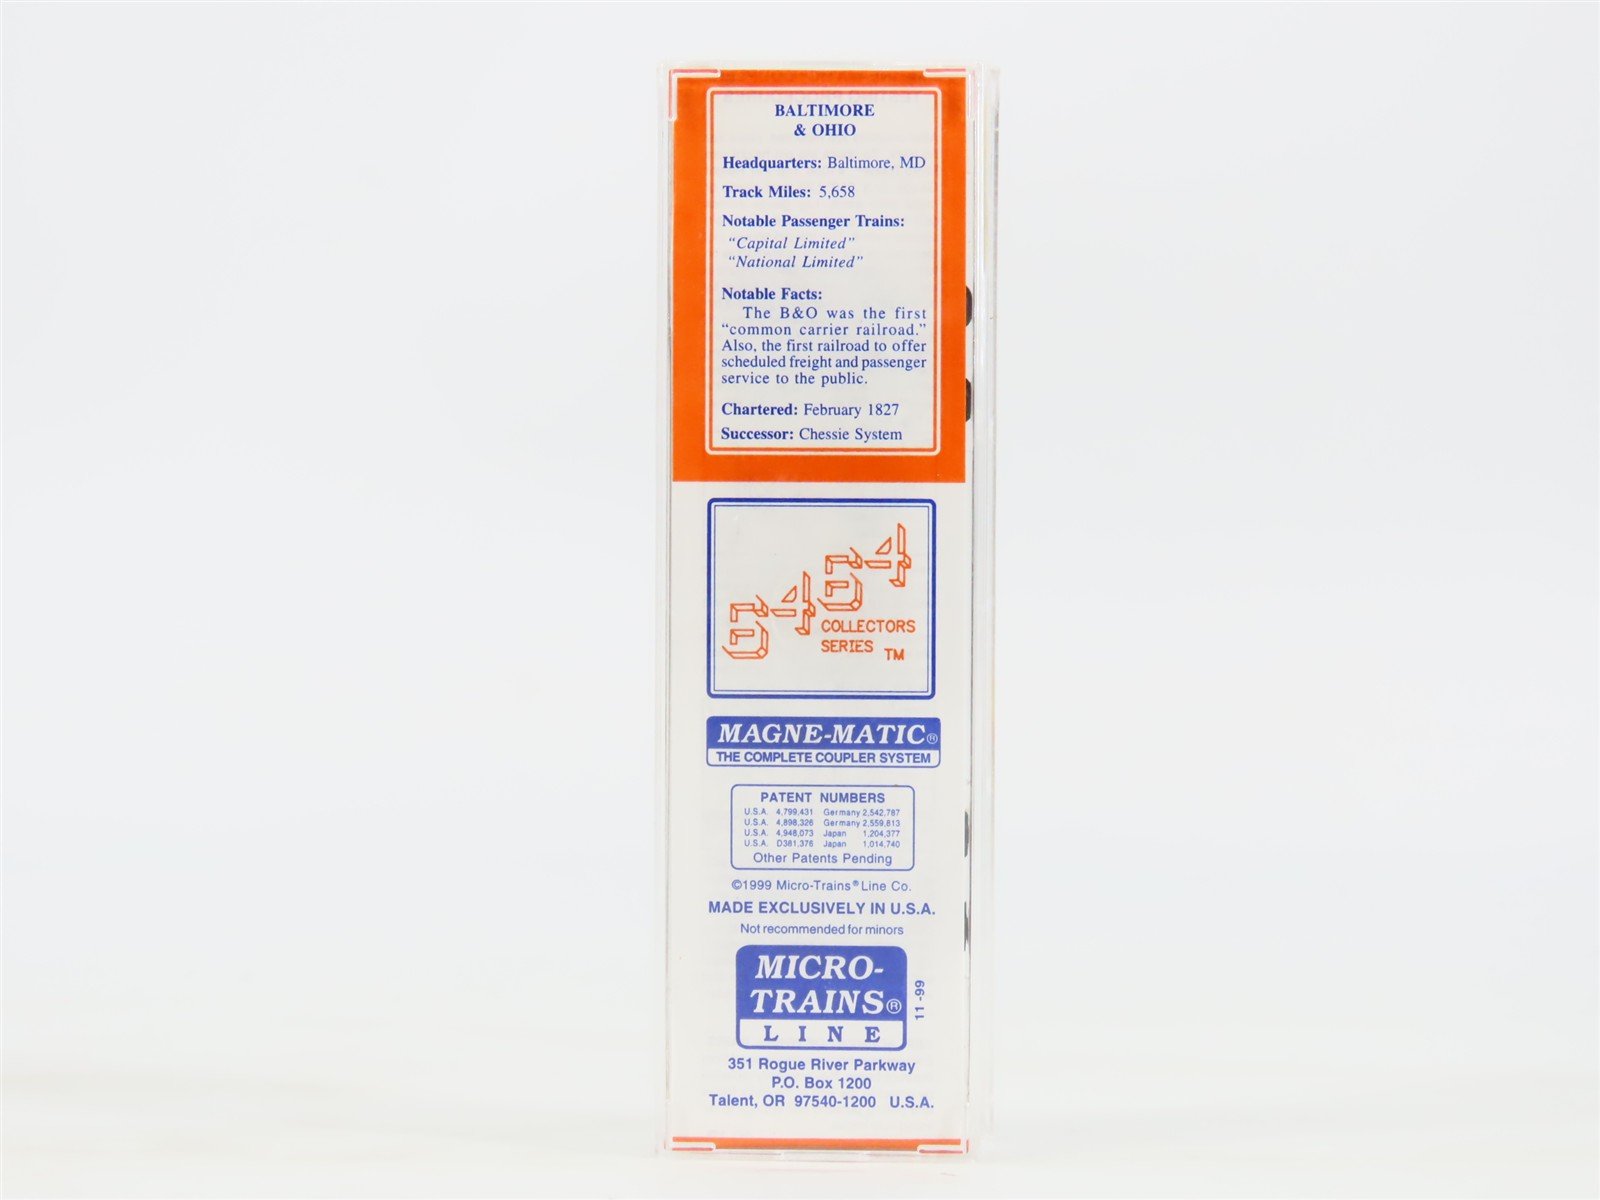 BALTIMORE
& OHIO
Headquarters: Baltimore, MD
Track Miles: 5,658
Notable Passenger Trains:
"Capital Limited"
"National Limited"
Notable Facts:
The B&O was the first
"common carrier railroad."
Also, the first railroad to offer
scheduled freight and passenger
service to the public.
Chartered: February 1827
Successor: Chessie System
6464
COLLECTORS
SERIES TM
MAGNE-MATIC®
THE COMPLETE COUPLER SYSTEM
PATENT NUMBERS
U.S.A. 4,799,431 Germany 2,542,787
U.S.A. 4,898,326 Germany 2,559,613
U.S.A. 4,946,073 Japan 1,204,377
U.S.A. D361,376 Japan 1,014,740
Other Patents Pending
©1999 Micro-Trains® Line Co.
MADE EXCLUSIVELY IN U.S.A.
Not recommended for minors
MICRO-
TRAINS®
LINE
11-99
351 Rogue River Parkway
P.O. Box 1200
Talent, OR 97540-1200 U.S.A.